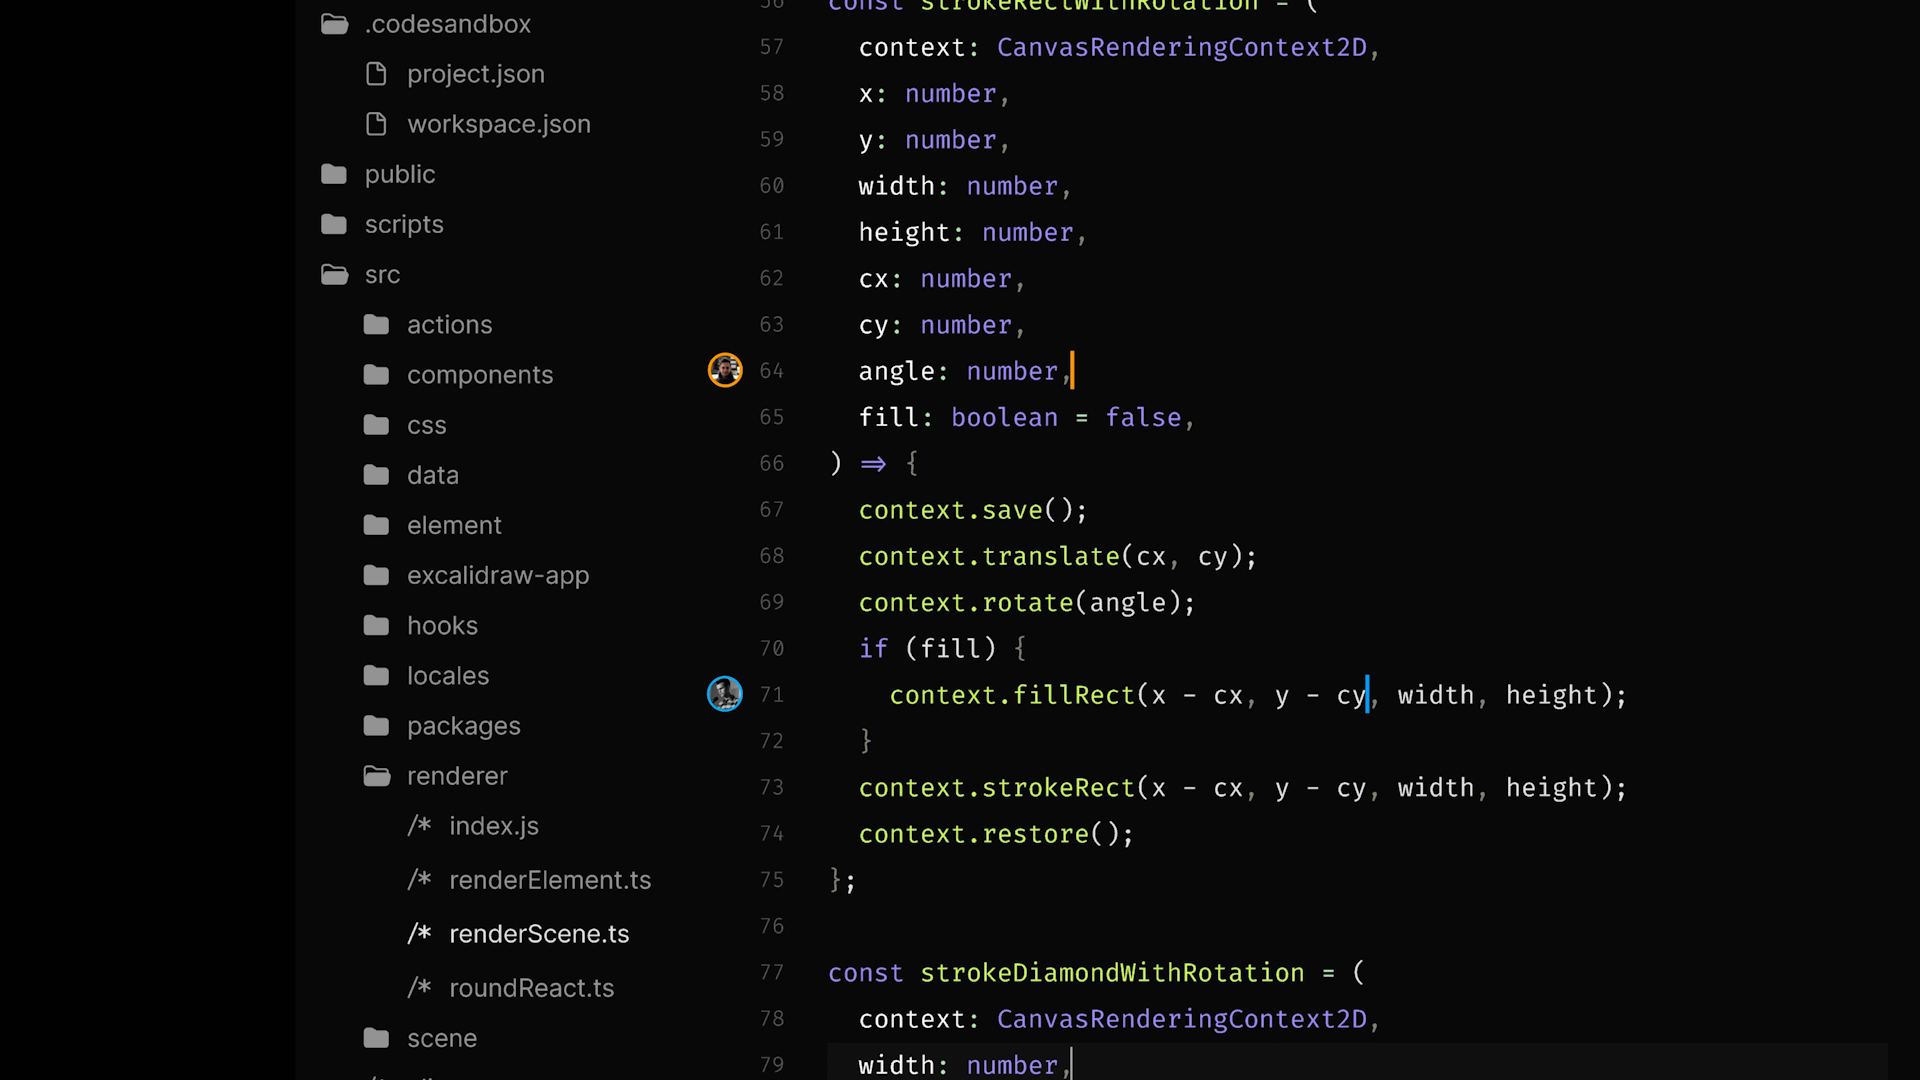 .codesandbox
project.json
workspace.json
public
scripts
src
actions
components
css
data
element
excalidraw-app
hooks
locales
packages
renderer
/* index.js
/* renderElement.ts
/* renderScene.ts
/* roundReact.ts
scene
56 const strokeRectWithRotation = (
57 context: CanvasRenderingContext2D,
58 x: number,
59 y: number,
60 width: number,
61 height: number,
62 cx: number,
63 cy: number,
64 angle: number,
65 fill: boolean = false,
66 ) => {
67 context.save();
68 context.translate(cx, cy);
69 context.rotate(angle);
70 if (fill) {
71 context.fillRect(x - cx, y - cy, width, height);
72 }
73 context.strokeRect(x - cx, y - cy, width, height);
74 context.restore();
75 };
76
77 const strokeDiamondWithRotation = (
78 context: CanvasRenderingContext2D,
79 width: number,